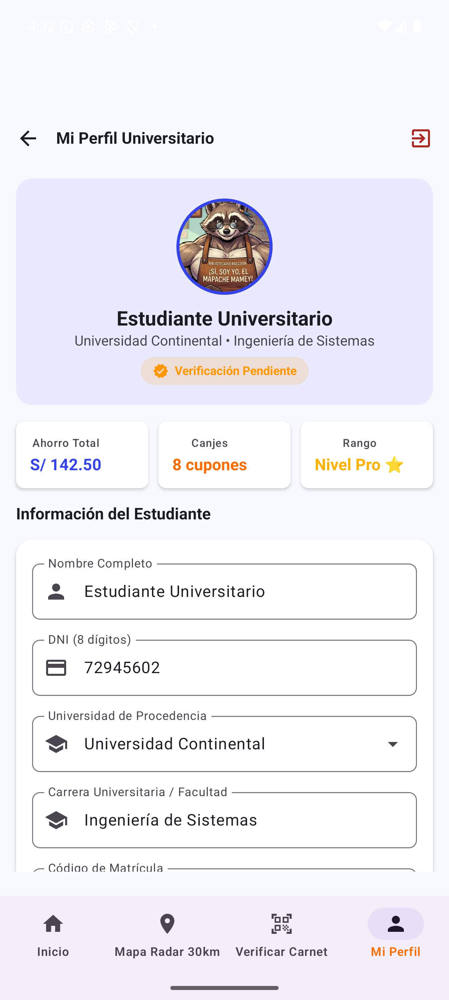 4:32
Mi Perfil Universitario
BIBLIOTECARIO RACCOON
¡SÍ, SOY YO, EL
MAPACHE MAMEY!
Estudiante Universitario
Universidad Continental • Ingeniería de Sistemas
Verificación Pendiente
Ahorro Total
S/ 142.50
Canjes
8 cupones
Rango
Nivel Pro ⭐
Información del Estudiante
Nombre Completo
Estudiante Universitario
DNI (8 dígitos)
72945602
Universidad de Procedencia
Universidad Continental
Carrera Universitaria / Facultad
Ingeniería de Sistemas
Código de Matrícula
Inicio
Mapa Radar 30km
Verificar Carnet
Mi Perfil